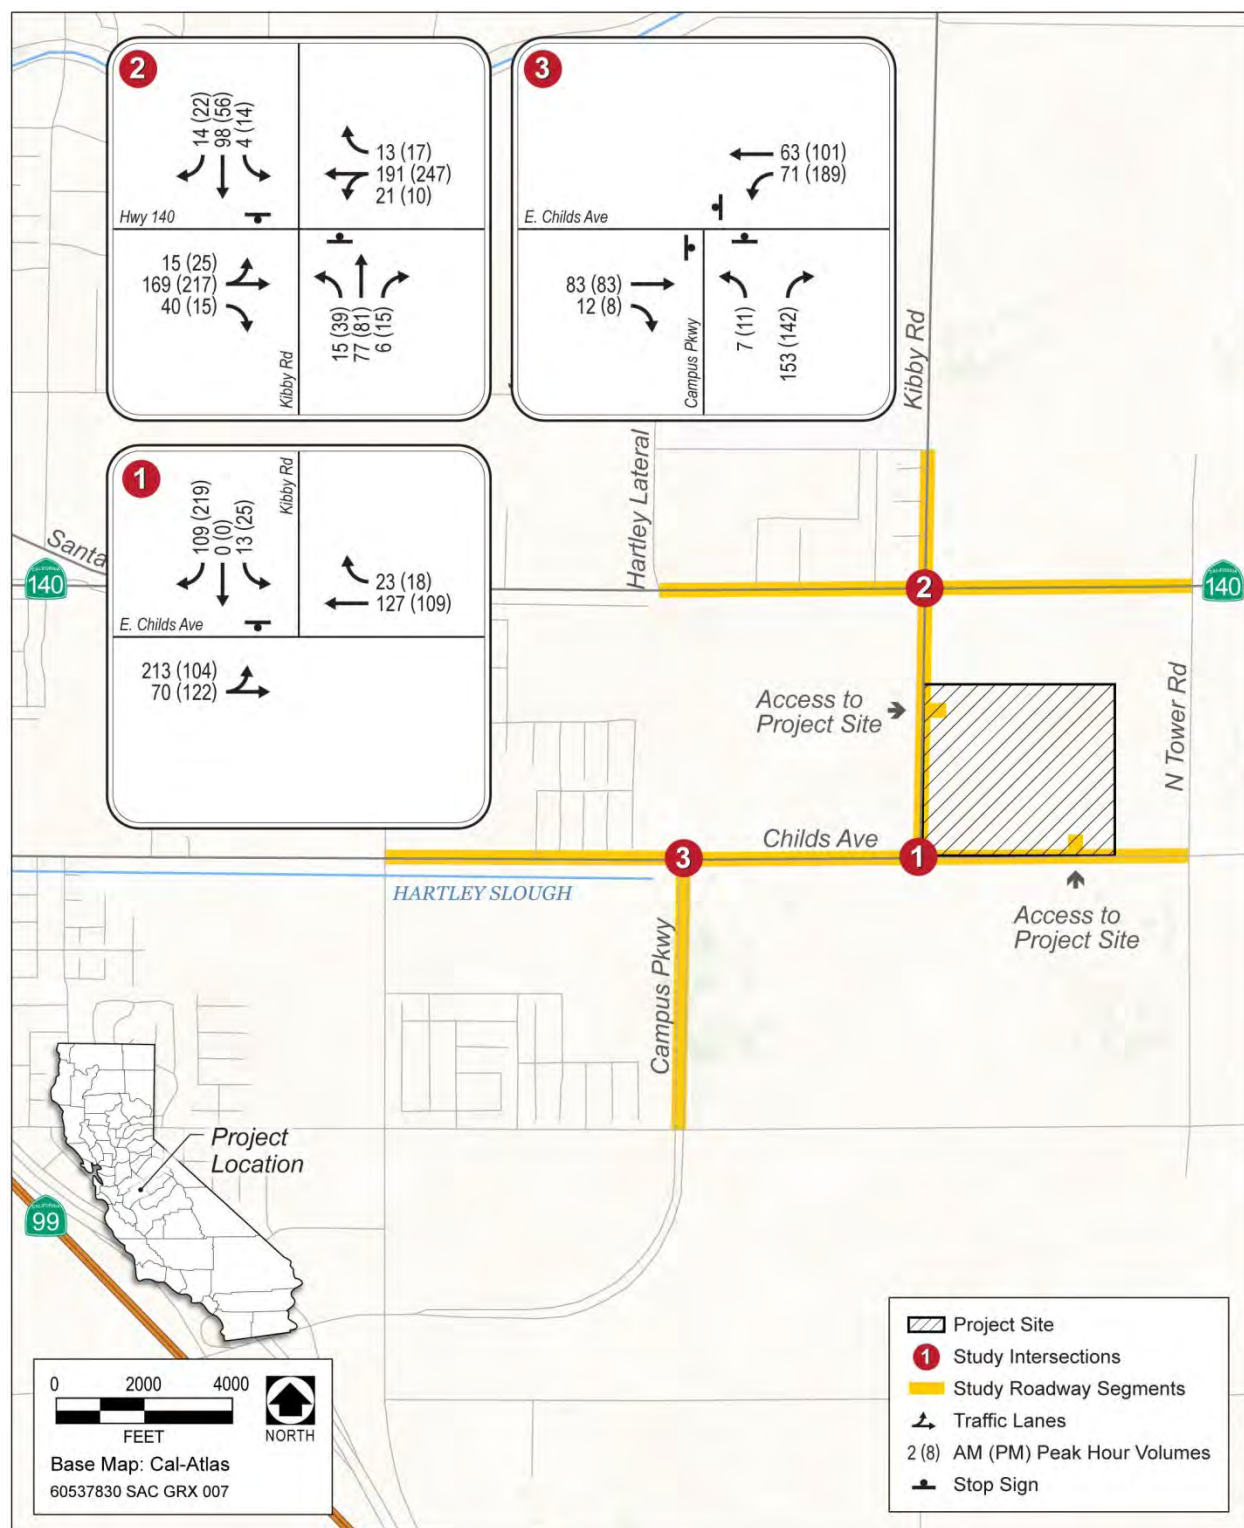 2
14 (22)
98 (56)
4 (14)
13 (17)
191 (247)
21 (10)
Hwy 140
15 (25)
169 (217)
40 (15)
15 (39)
77 (81)
6 (15)
Kibby Rd
3
63 (101)
71 (189)
E. Childs Ave
83 (83)
12 (8)
7 (11)
153 (142)
Campus Pkwy
1
109 (219)
0 (0)
13 (25)
Kibby Rd
23 (18)
127 (109)
E. Childs Ave
213 (104)
70 (122)
Kibby Rd
Hartley Lateral
Santa
CALIFORNIA
140
2
CALIFORNIA
140
N Tower Rd
Access to
Project Site
Childs Ave
3
1
HARTLEY SLOUGH
Access to
Project Site
Campus Pkwy
Project
Location
CALIFORNIA
99
0 2000 4000
FEET
NORTH
Base Map: Cal-Atlas
60537830 SAC GRX 007
Project Site
1 Study Intersections
Study Roadway Segments
Traffic Lanes
2 (8) AM (PM) Peak Hour Volumes
Stop Sign